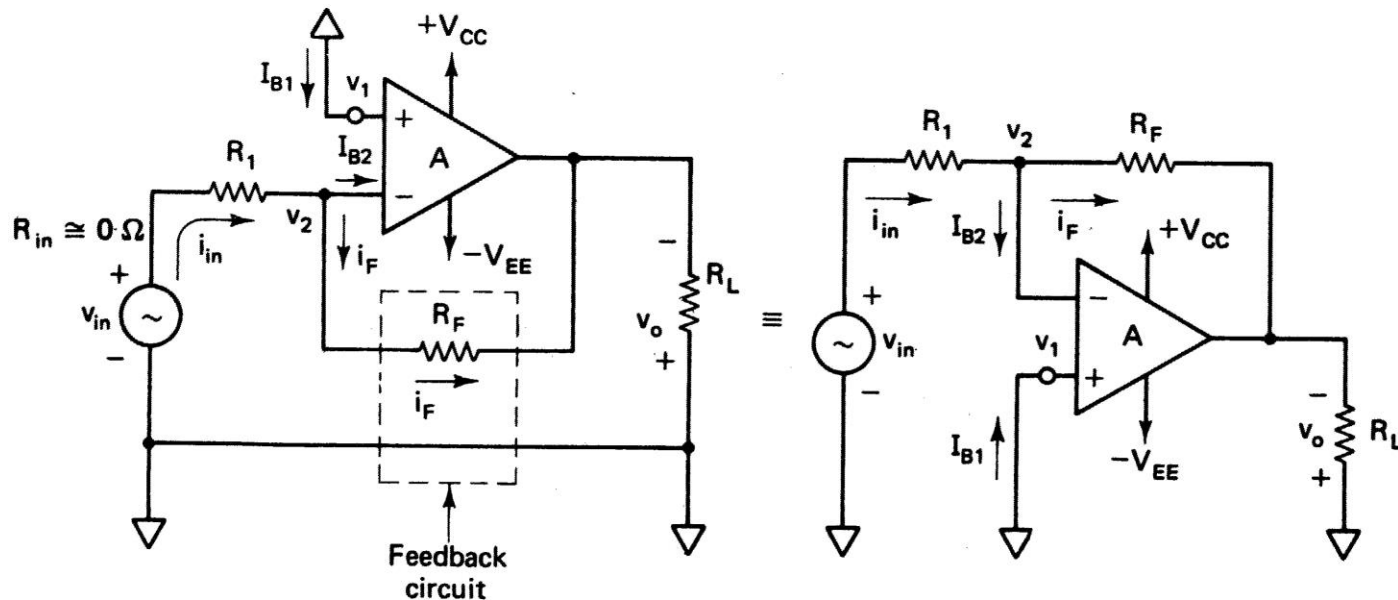 +V_CC
I_B1
v_1
+
A
R_1
I_B2
−
v_2
R_in ≅ 0 Ω
i_in
i_F
−V_EE
+
v_in
∼
−
R_F
i_F
−
R_L
v_o
+
Feedback
circuit
≡
R_1
v_2
R_F
i_in
I_B2
i_F
+V_CC
+
∼
v_in
−
−
v_1
A
+
I_B1
−V_EE
−
v_o
R_L
+